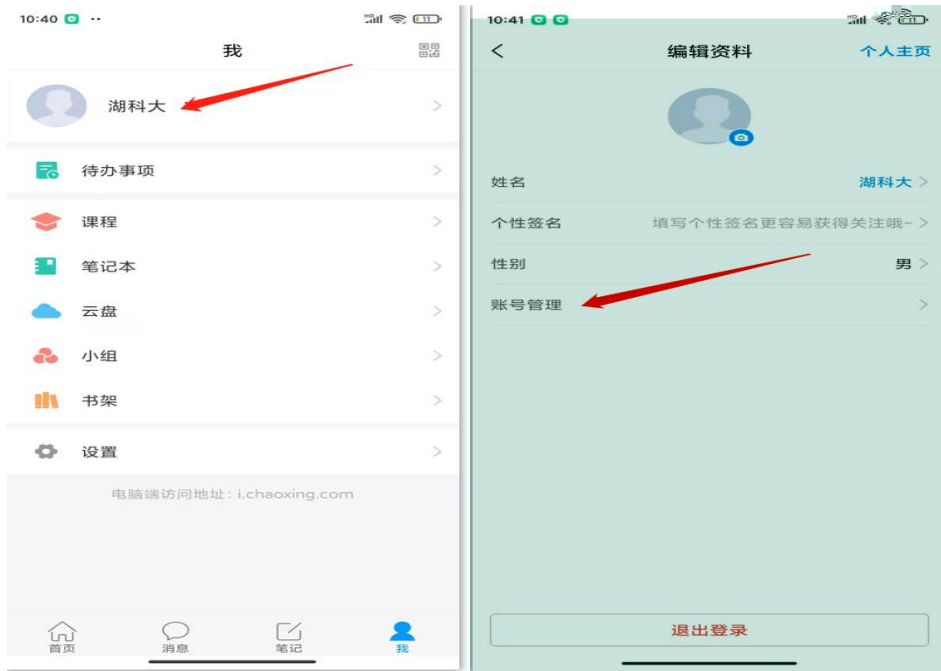 10:40
11
我
湖科大
待办事项
课程
笔记本
云盘
小组
书架
设置
电脑端访问地址: i.chaoxing.com
首页
消息
笔记
我
10:41
11
编辑资料
个人主页
姓名
湖科大
个性签名
填写个性签名更容易获得关注哦~
性别
男
账号管理
退出登录